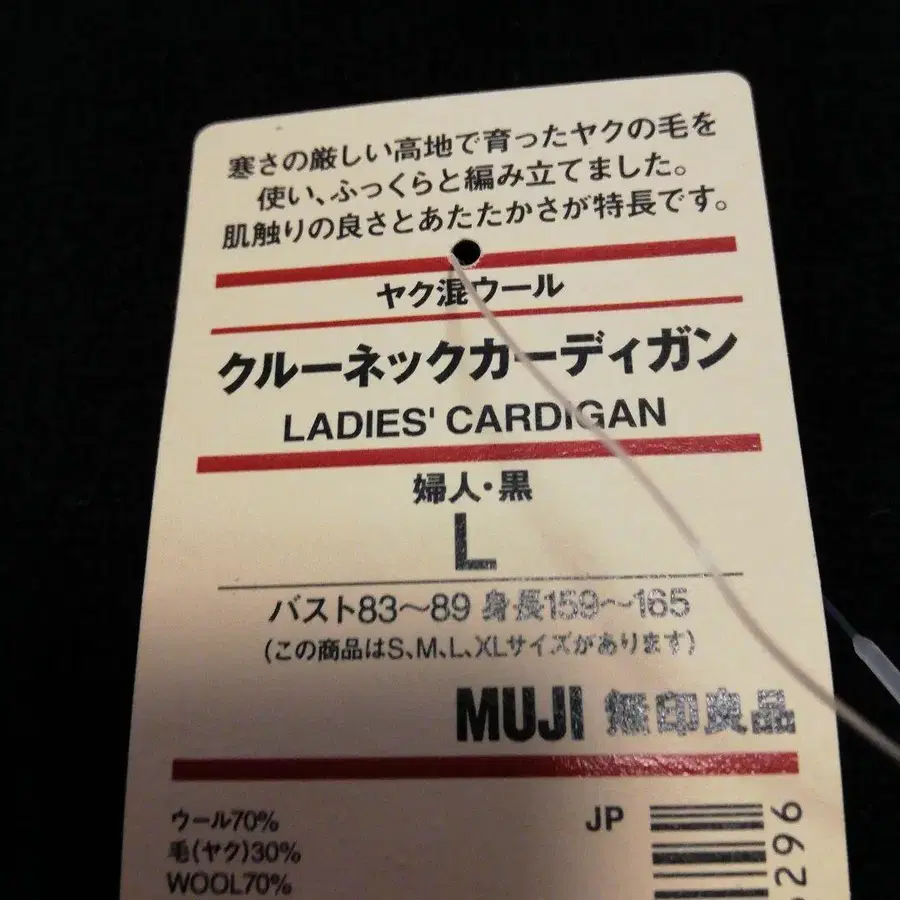 寒さの厳しい高地で育ったヤクの毛を
使い、ふっくらと編み立てました。
肌触りの良さとあたたかさが特長です。
ヤク混ウール
クルーネックカーディガン
LADIES' CARDIGAN
婦人・黒
L
バスト83〜89 身長159〜165
(この商品はS、M、L、XLサイズがあります)
MUJI 無印良品
ウール70%
毛(ヤク)30%
WOOL70%
JP
296